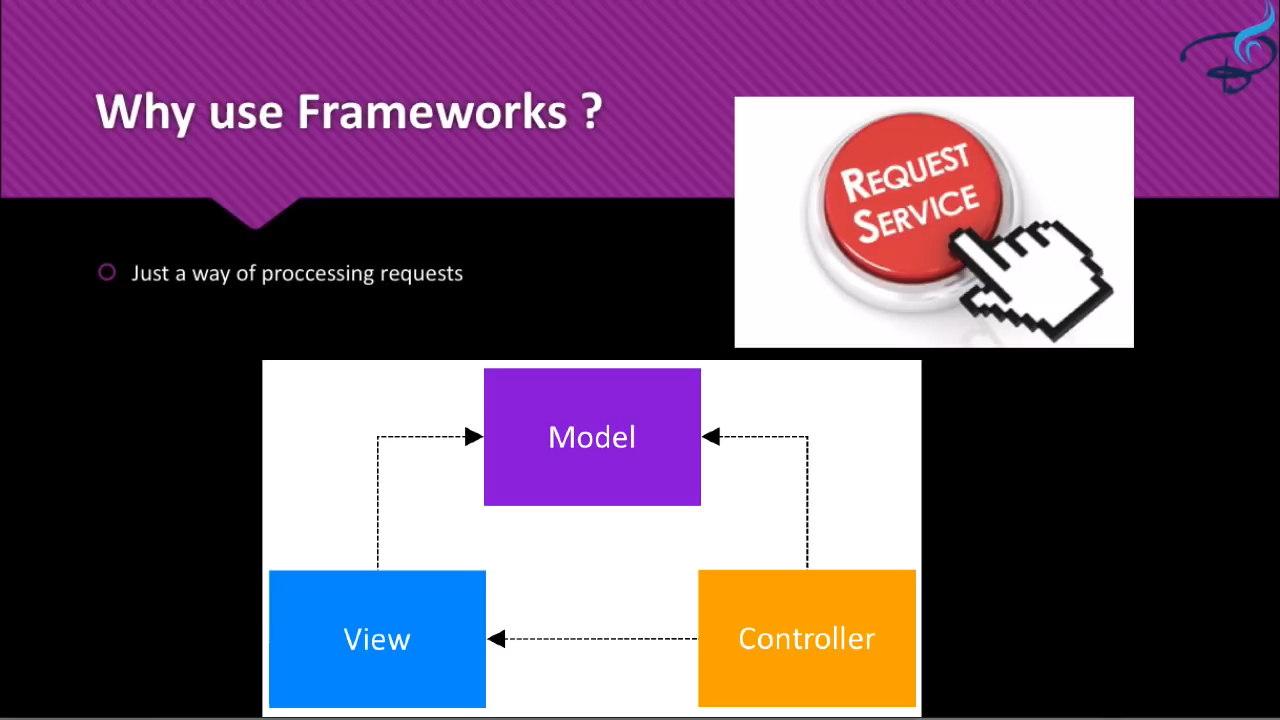 Why use Frameworks ?
REQUEST
SERVICE
Just a way of proccessing requests
Model
View
Controller